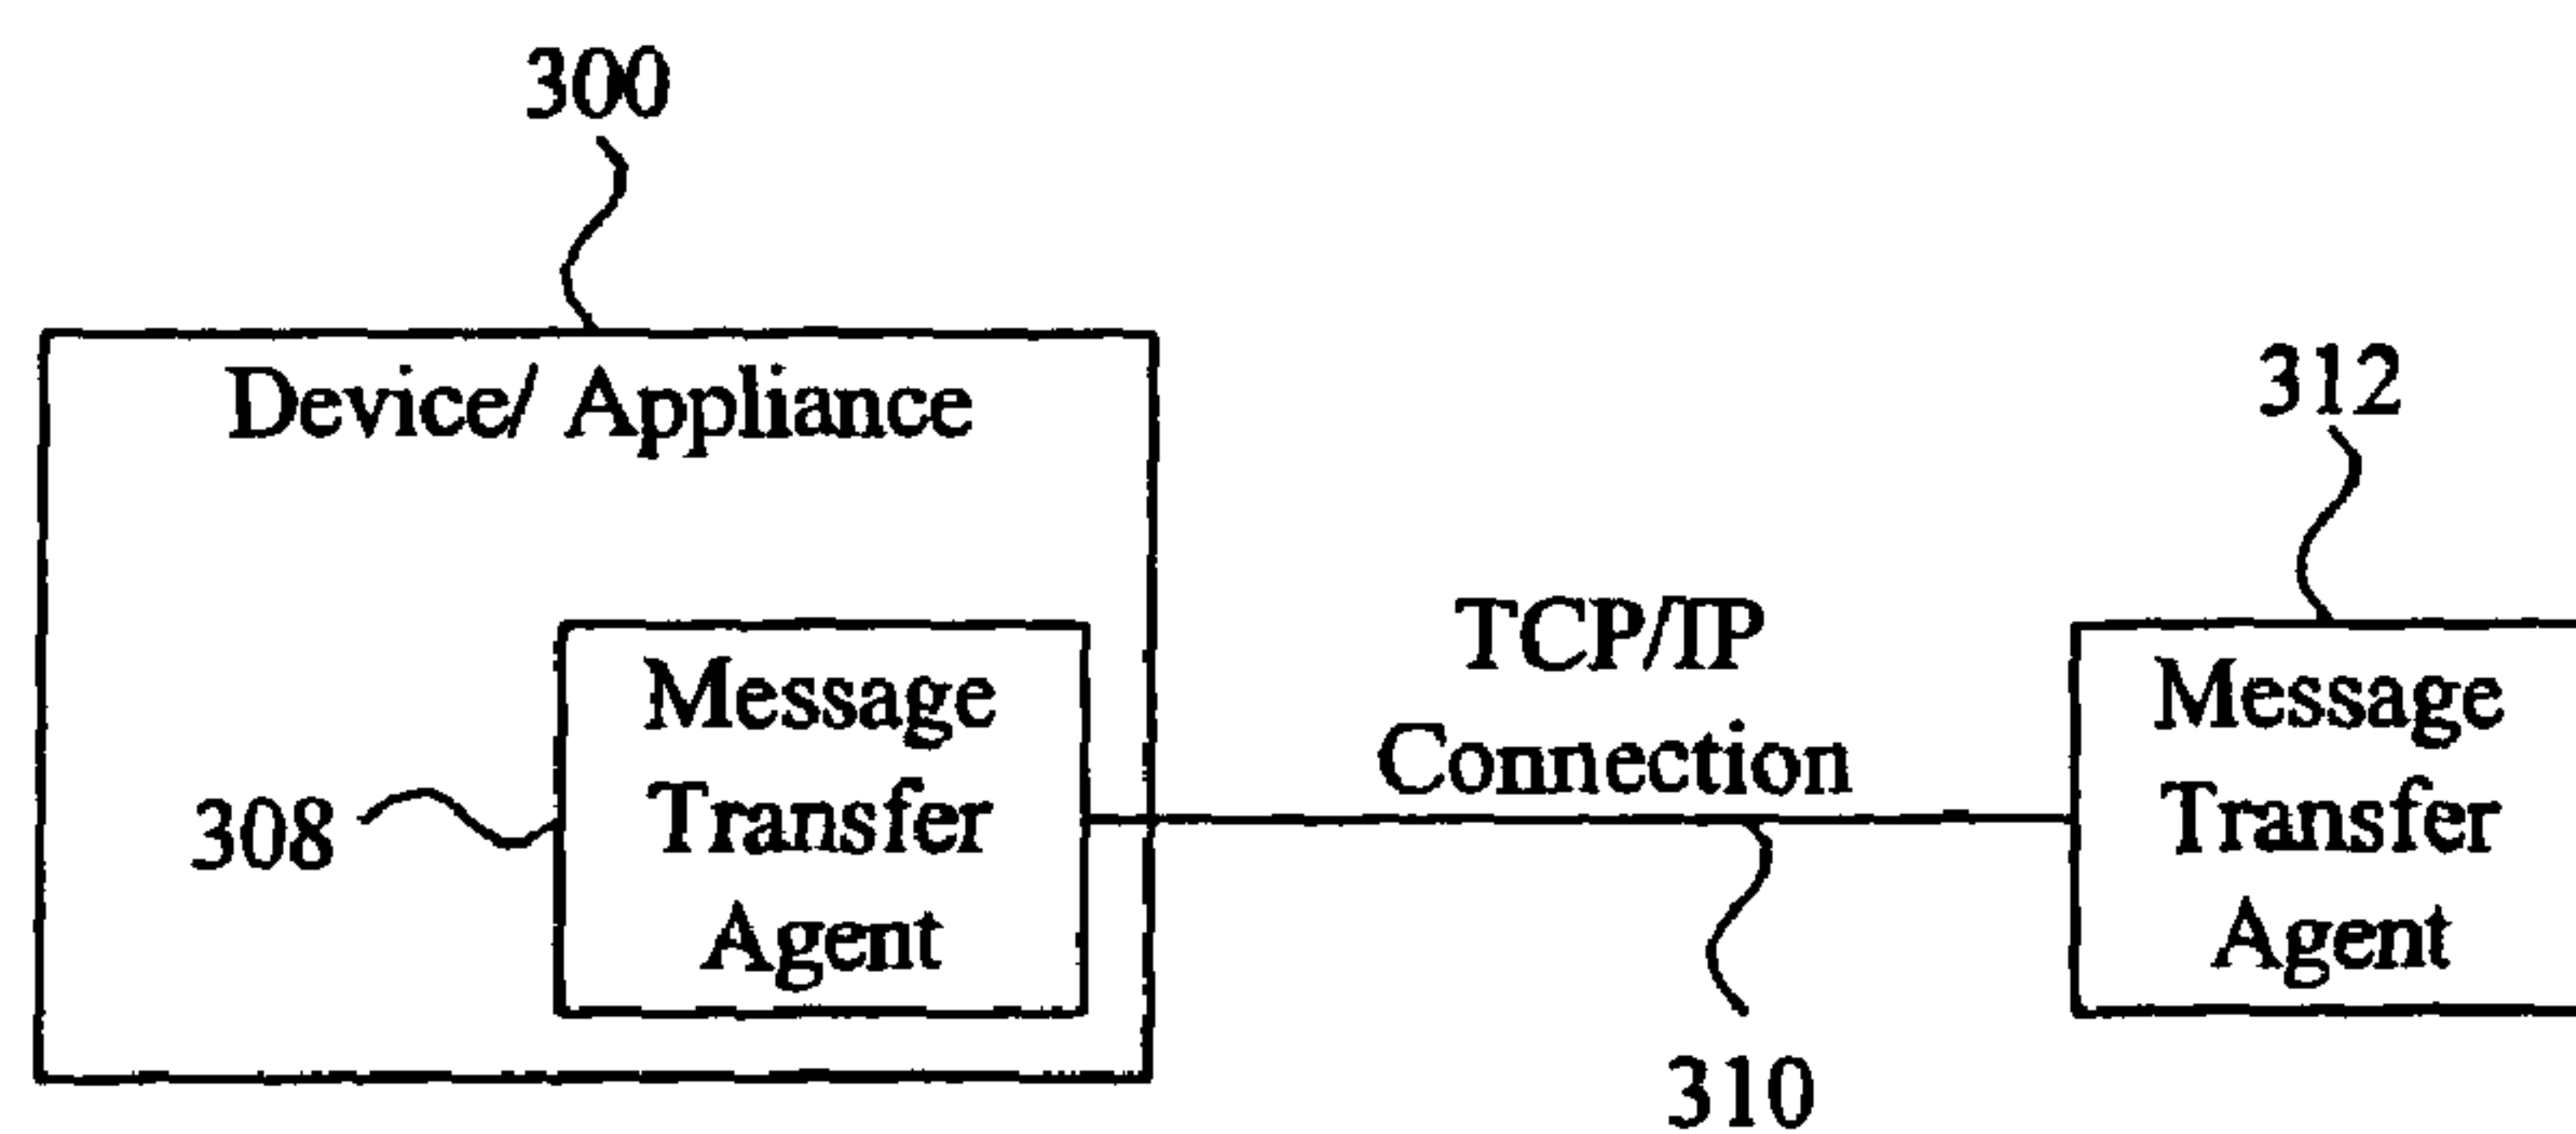 300
Device/ Appliance
312
TCP/IP
Connection
Message
Transfer
Agent
308
Message
Transfer
Agent
310